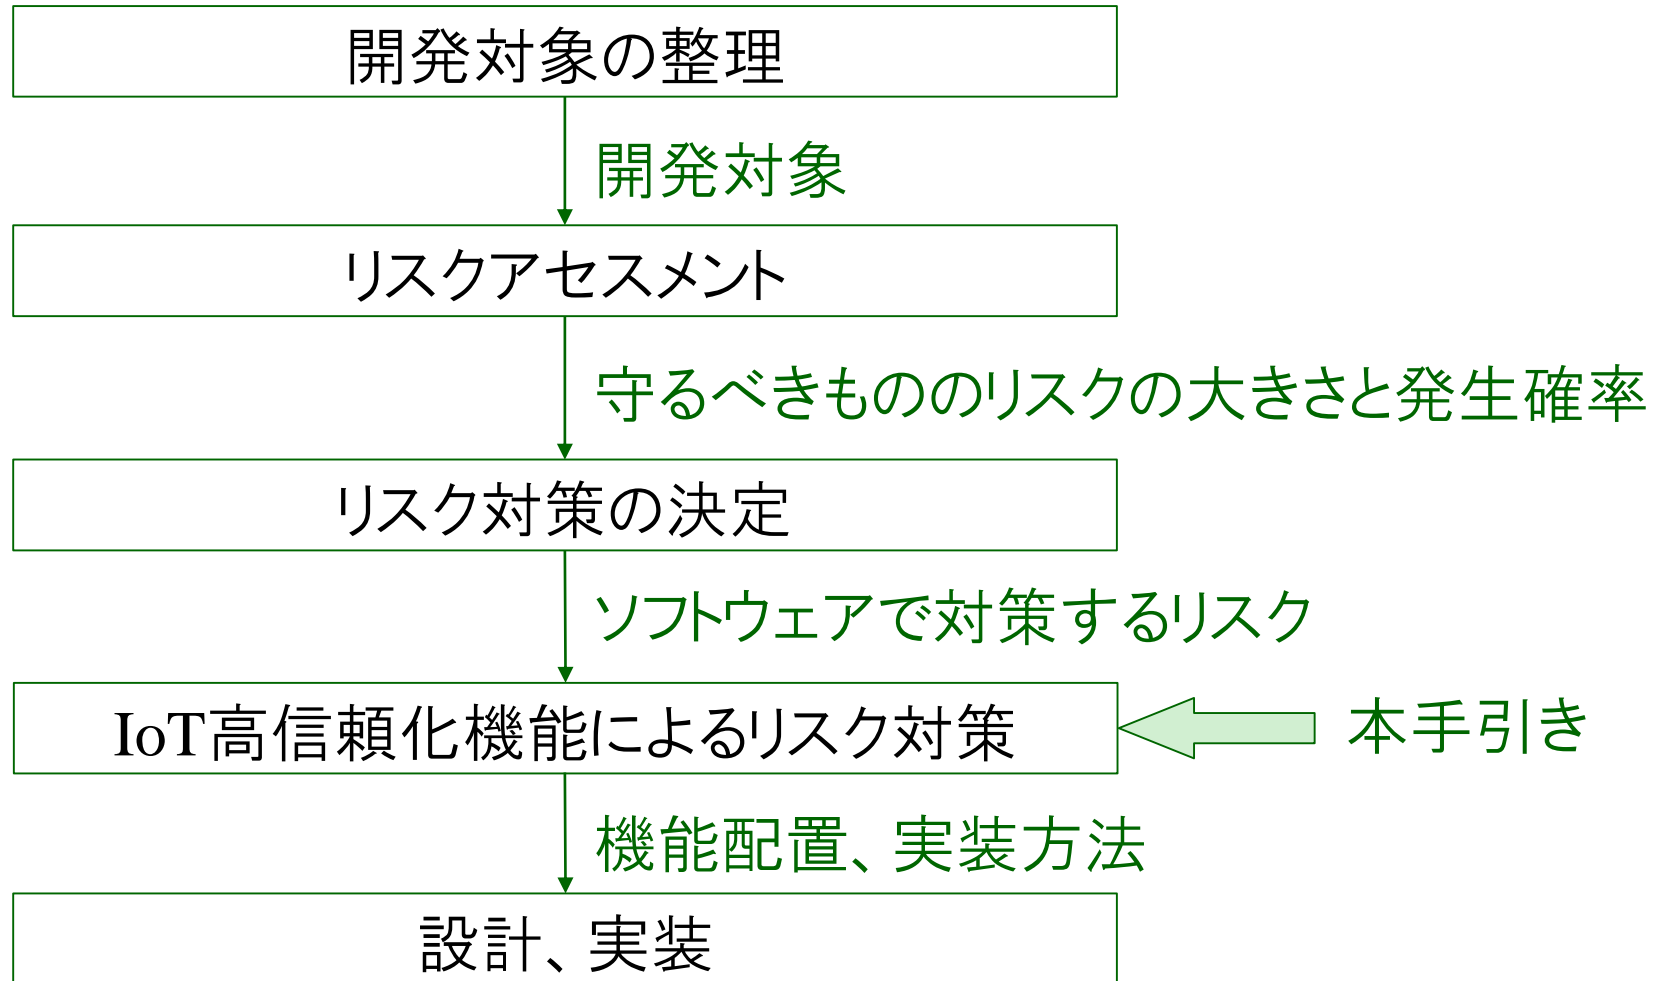 開発対象の整理
開発対象
リスクアセスメント
守るべきもののリスクの大きさと発生確率
リスク対策の決定
ソフトウェアで対策するリスク
IoT高信頼化機能によるリスク対策
本手引き
機能配置、実装方法
設計、実装